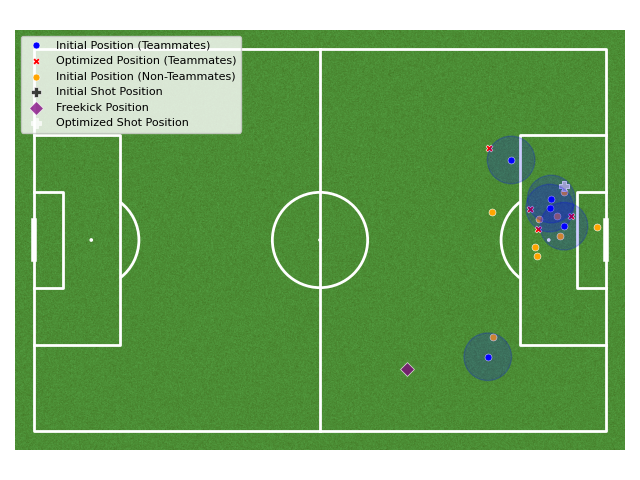 Initial Position (Teammates)
Optimized Position (Teammates)
Initial Position (Non-Teammates)
Initial Shot Position
Freekick Position
Optimized Shot Position